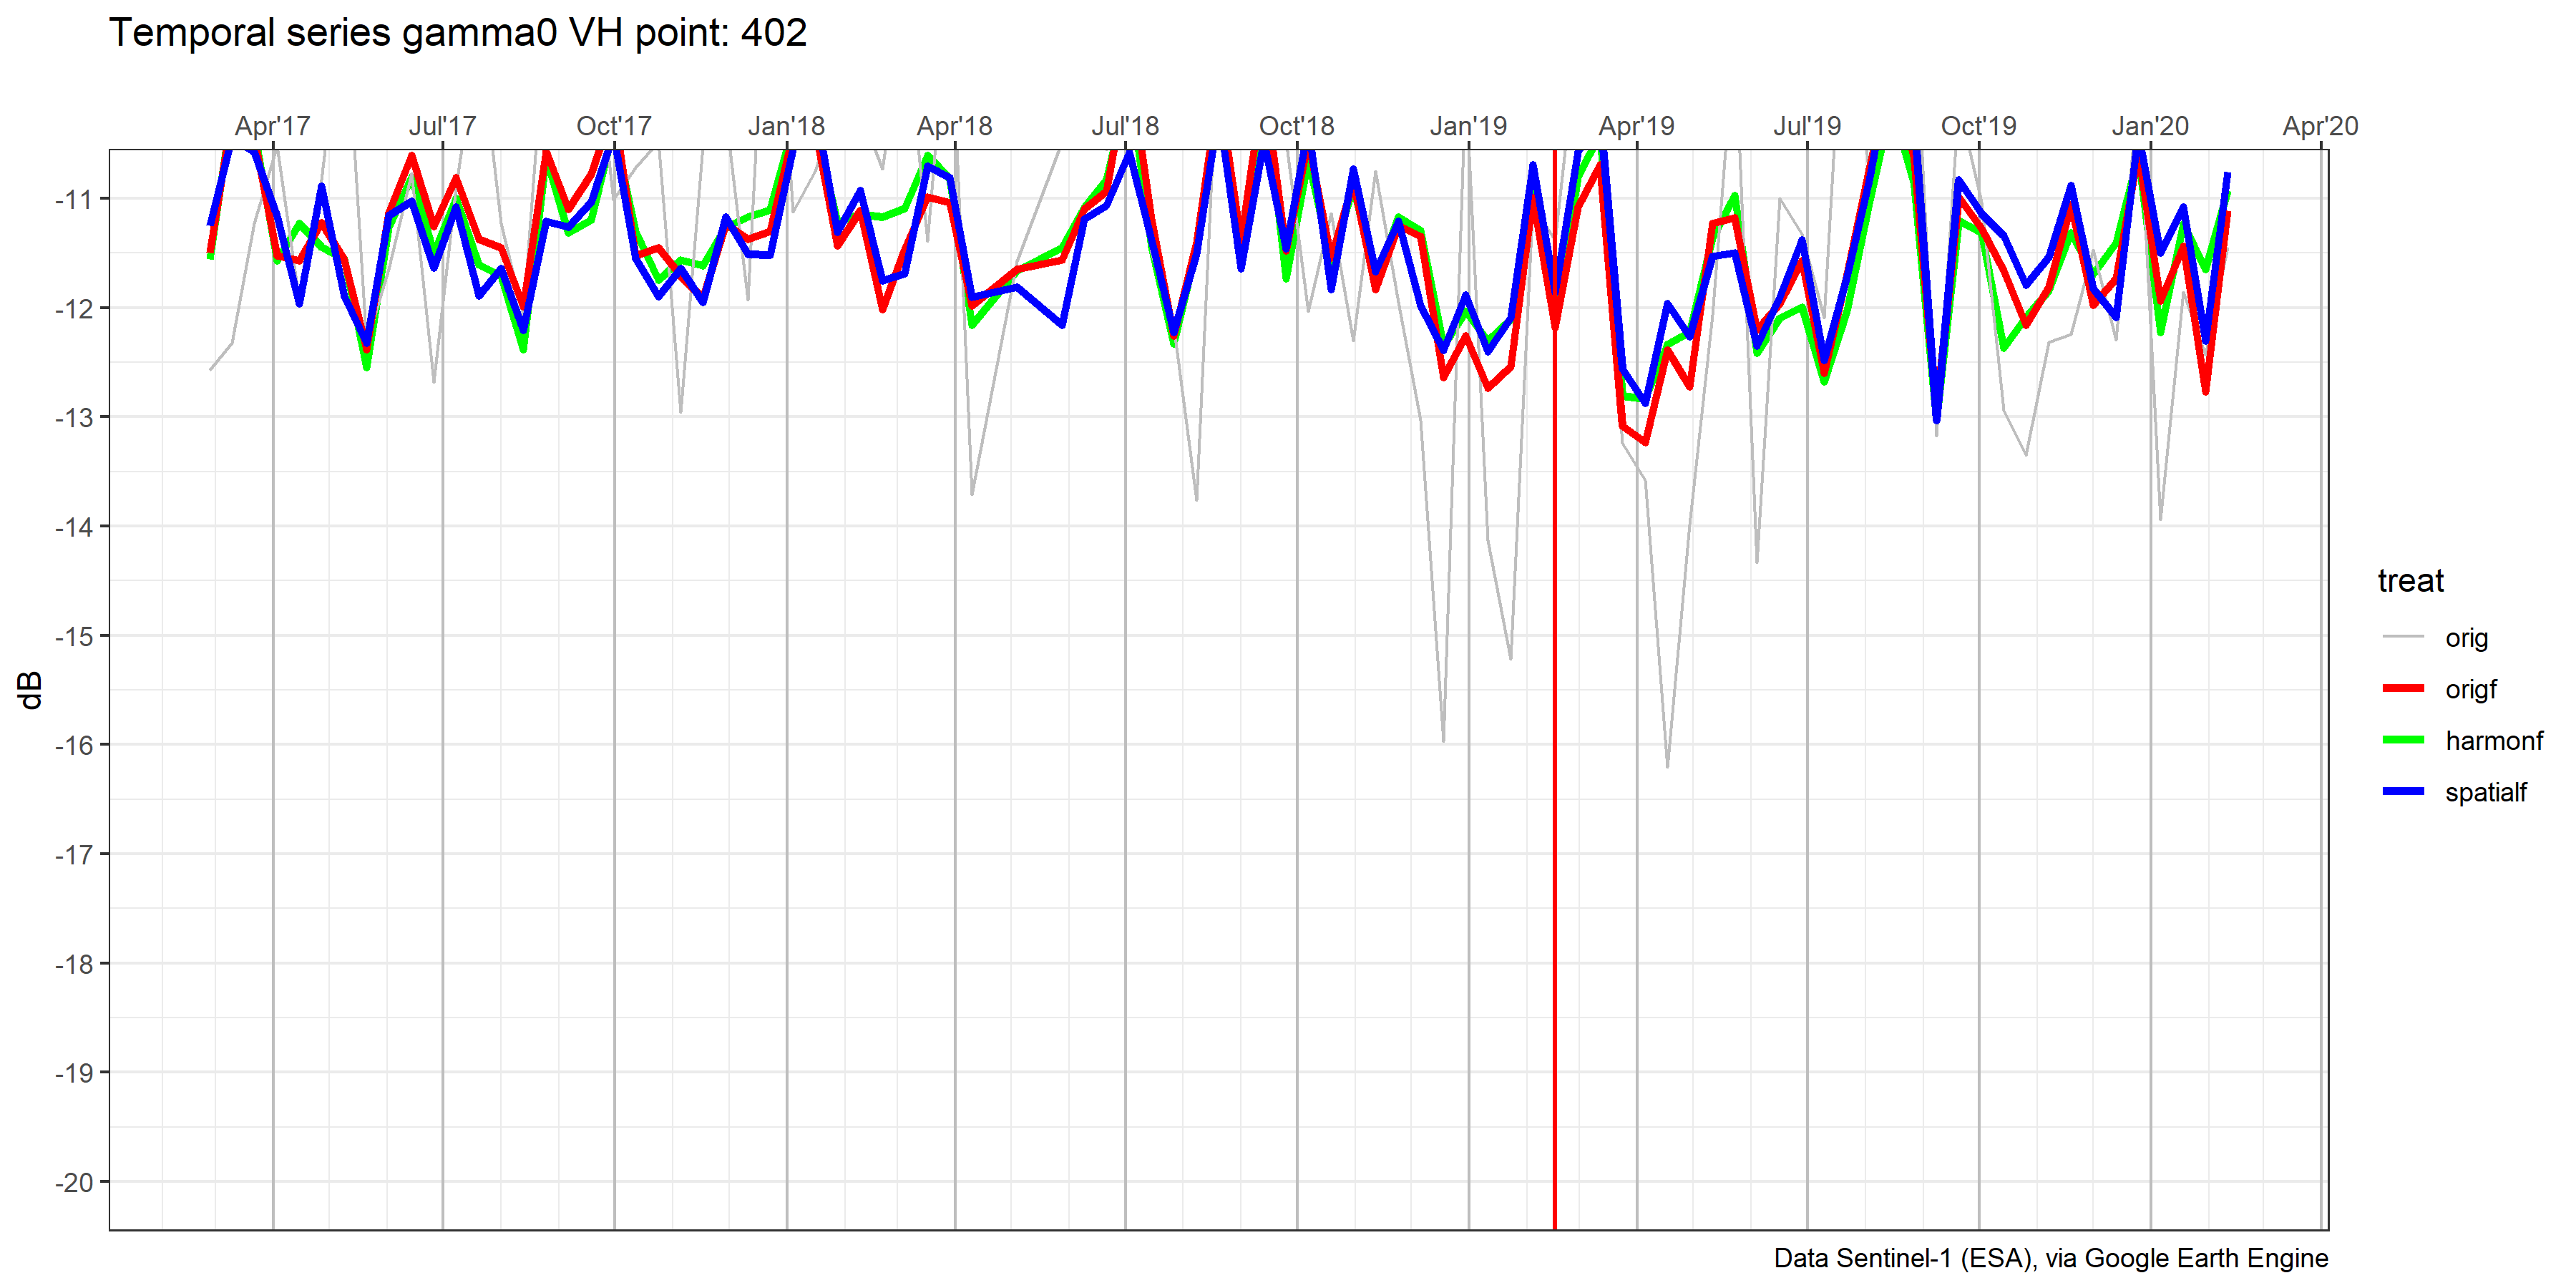 Temporal series gamma0 VH point: 402
Apr'17 Jul'17 Oct'17 Jan'18 Apr'18 Jul'18 Oct'18 Jan'19 Apr'19 Jul'19 Oct'19 Jan'20 Apr'20
-11
-12
-13
-14
-15
-16
-17
-18
-19
-20
dB
treat
orig
origf
harmonf
spatialf
Data Sentinel-1 (ESA), via Google Earth Engine